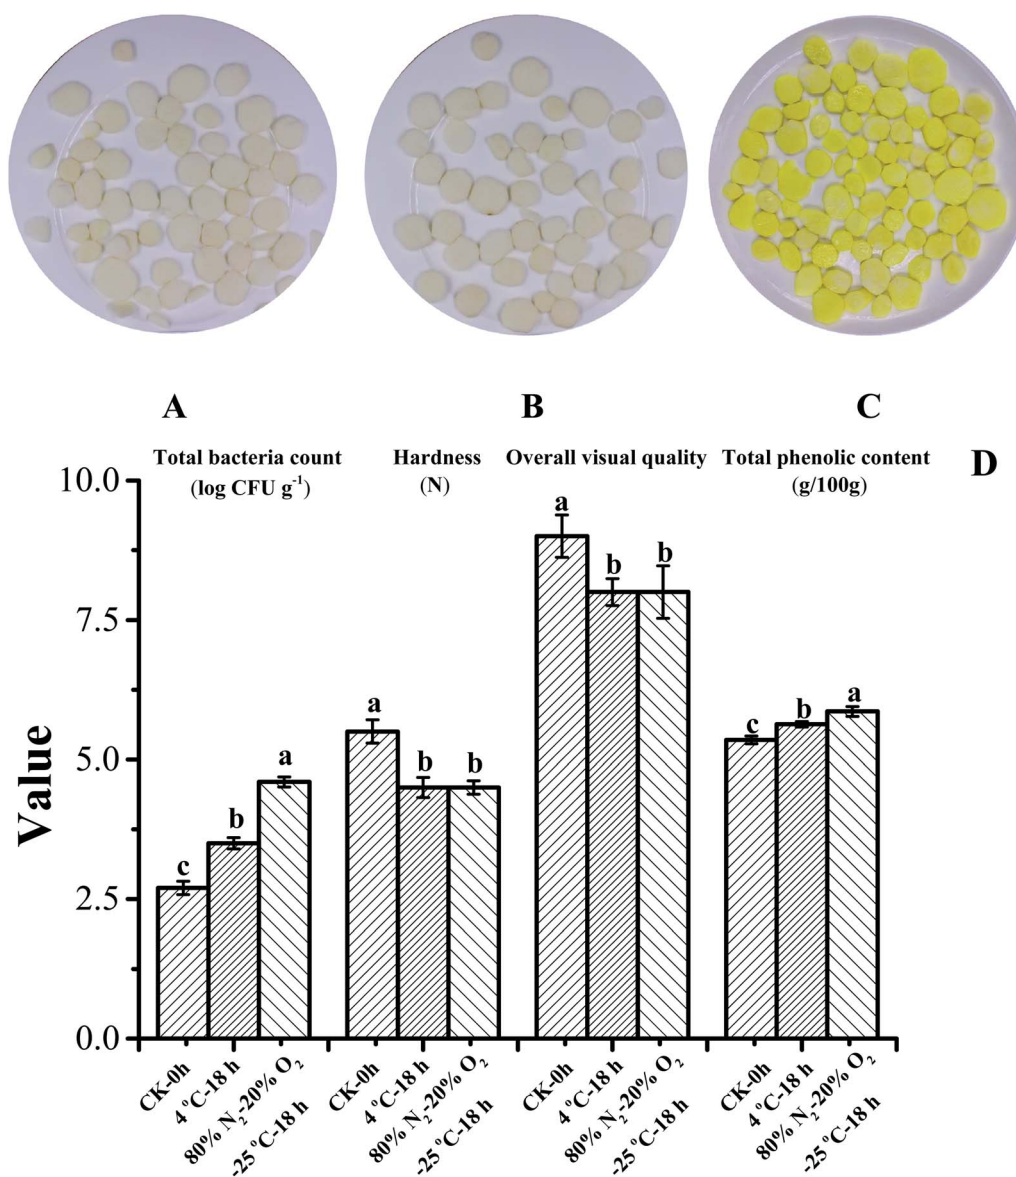 A
B
C
Total bacteria count
(log CFU g⁻¹)
Hardness
(N)
Overall visual quality
Total phenolic content
(g/100g)
D
Value
10.0
7.5
5.0
2.5
0.0
c
b
a
a
b
b
a
b
b
c
b
a
CK-0h
4 °C-18 h
80% N₂-20% O₂
-25 °C-18 h
CK-0h
4 °C-18 h
80% N₂-20% O₂
-25 °C-18 h
CK-0h
4 °C-18 h
80% N₂-20% O₂
-25 °C-18 h
CK-0h
4 °C-18 h
80% N₂-20% O₂
-25 °C-18 h